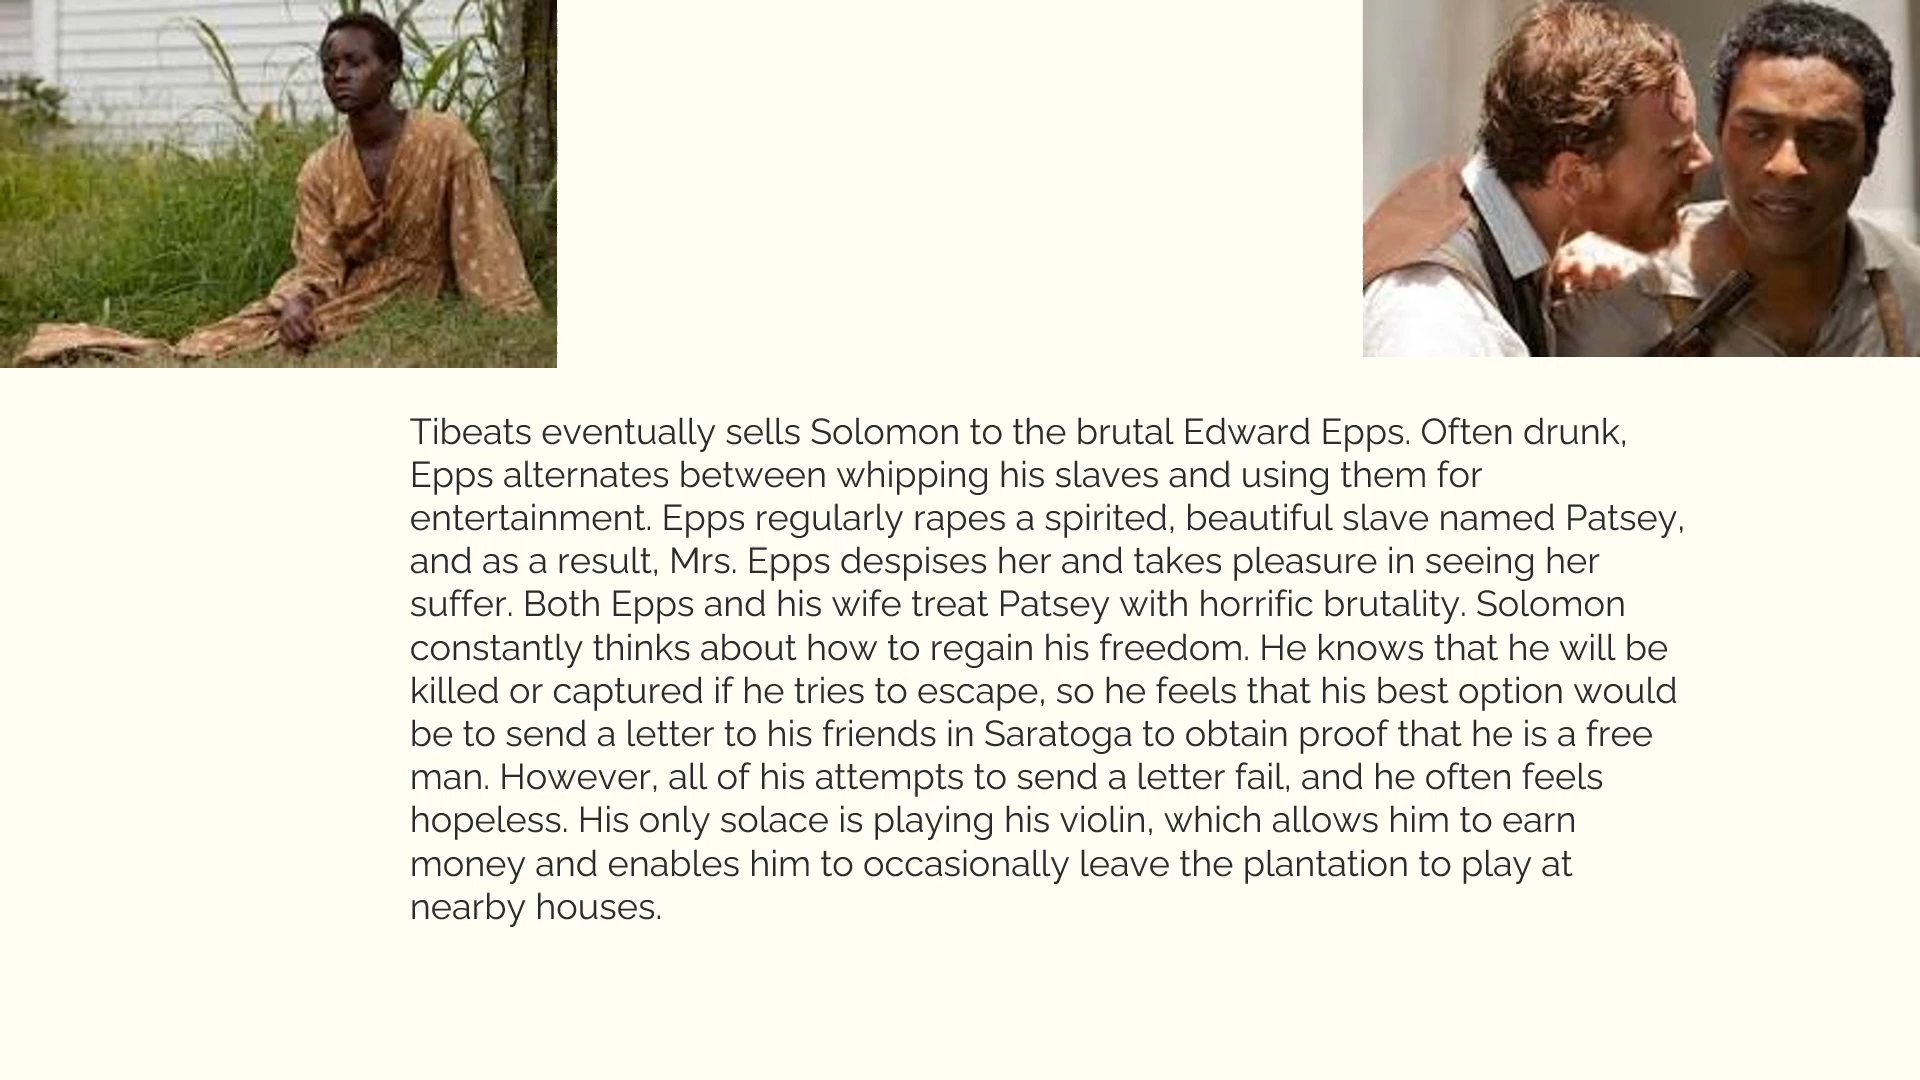 Tibeats eventually sells Solomon to the brutal Edward Epps. Often drunk,
Epps alternates between whipping his slaves and using them for
entertainment. Epps regularly rapes a spirited, beautiful slave named Patsey,
and as a result, Mrs. Epps despises her and takes pleasure in seeing her
suffer. Both Epps and his wife treat Patsey with horrific brutality. Solomon
constantly thinks about how to regain his freedom. He knows that he will be
killed or captured if he tries to escape, so he feels that his best option would
be to send a letter to his friends in Saratoga to obtain proof that he is a free
man. However, all of his attempts to send a letter fail, and he often feels
hopeless. His only solace is playing his violin, which allows him to earn
money and enables him to occasionally leave the plantation to play at
nearby houses.